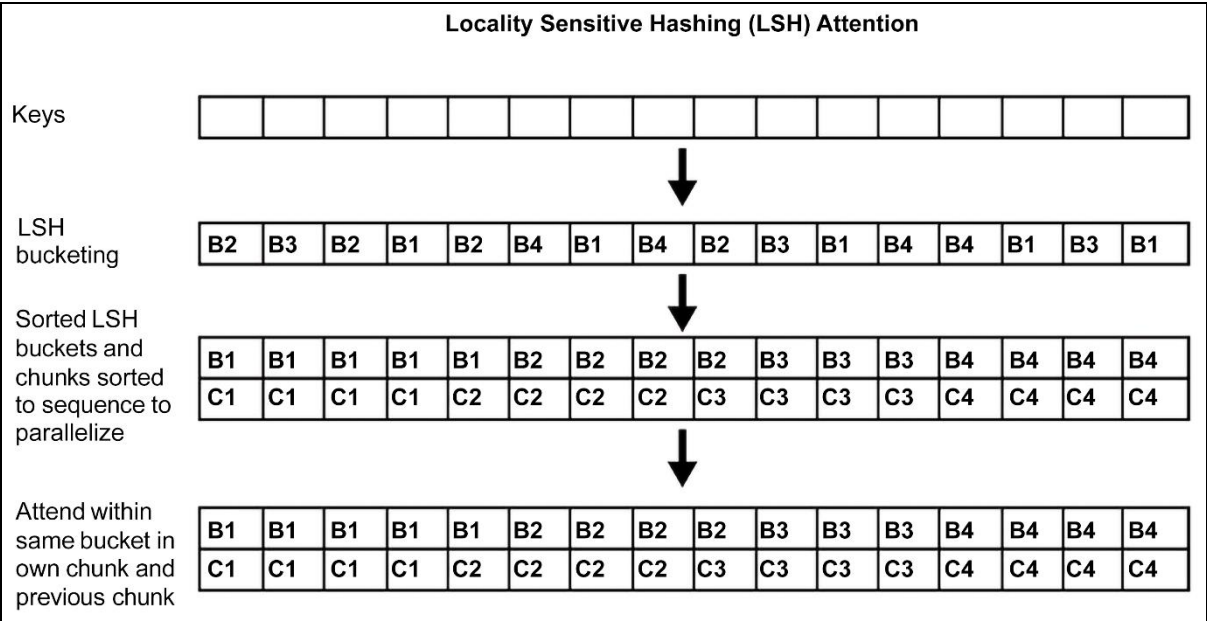 Locality Sensitive Hashing (LSH) Attention
Keys
LSH
bucketing
B2 B3 B2 B1 B2 B4 B1 B4 B2 B3 B1 B4 B4 B1 B3 B1
Sorted LSH
buckets and
chunks sorted
to sequence to
parallelize
B1 B1 B1 B1 B1 B2 B2 B2 B2 B3 B3 B3 B4 B4 B4 B4
C1 C1 C1 C1 C2 C2 C2 C2 C3 C3 C3 C3 C4 C4 C4 C4
Attend within
same bucket in
own chunk and
previous chunk
B1 B1 B1 B1 B1 B2 B2 B2 B2 B3 B3 B3 B4 B4 B4 B4
C1 C1 C1 C1 C2 C2 C2 C2 C3 C3 C3 C3 C4 C4 C4 C4